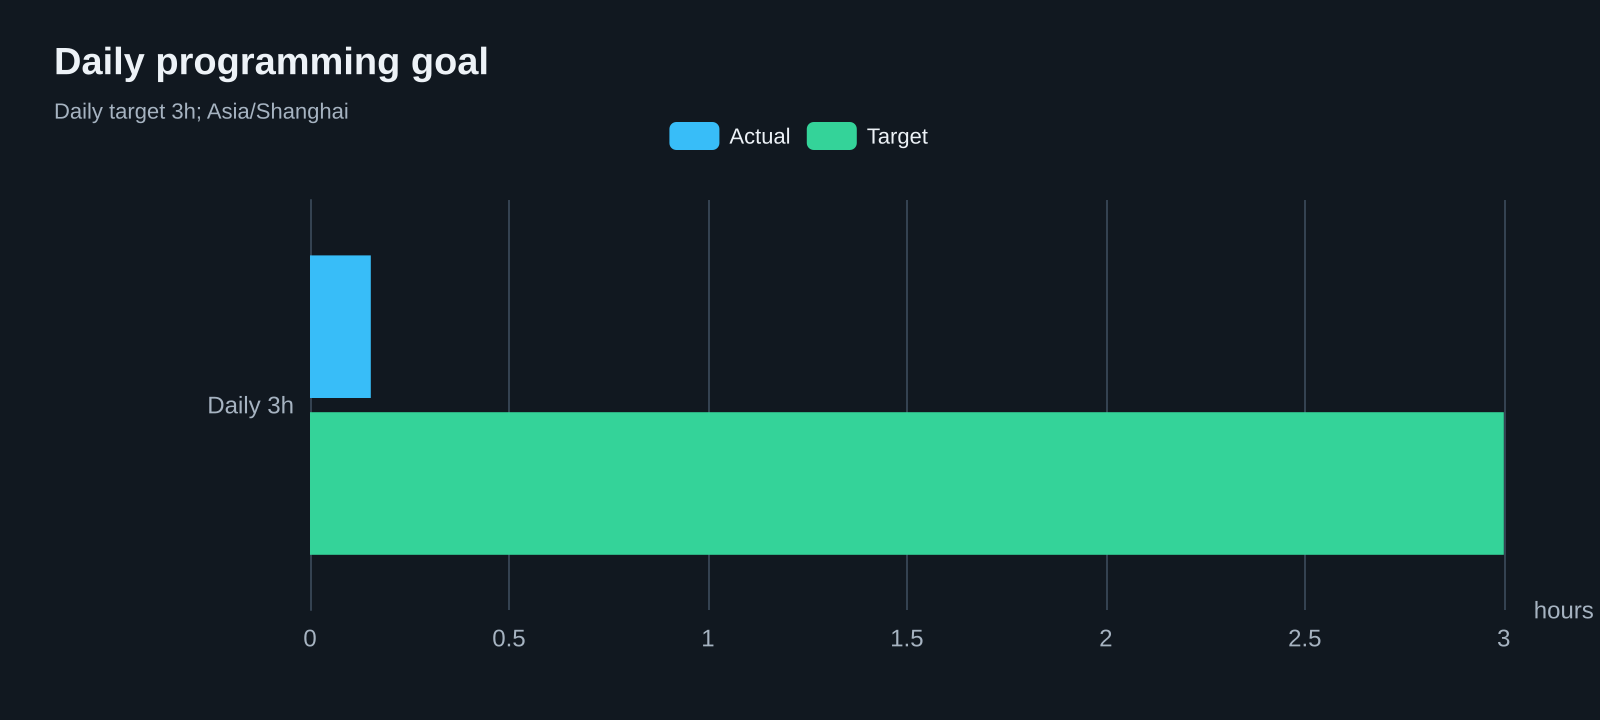 Daily programming goal
Daily target 3h; Asia/Shanghai
Actual Target
Daily 3h
hours
0 0.5 1 1.5 2 2.5 3